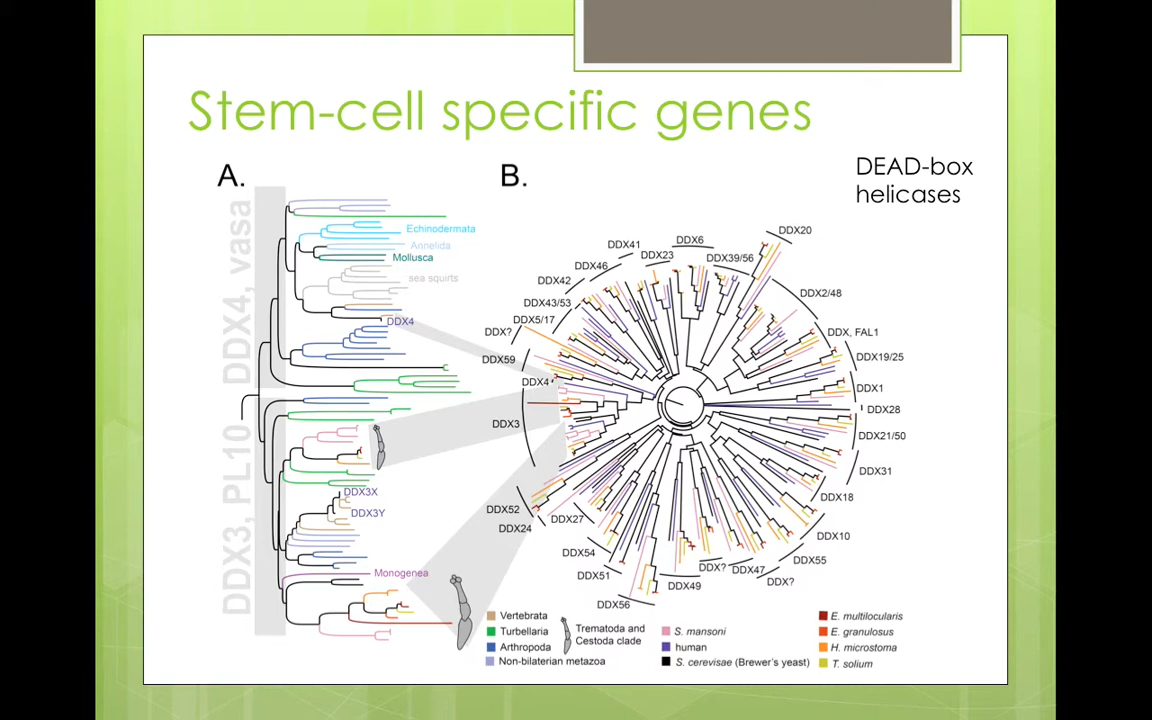 Stem-cell specific genes
DEAD-box
helicases
A.
B.
DDX3, PL10 DDX4, vasa
Echinodermata
Annelida
Mollusca
sea squirts
DDX4
DDX3X
DDX3Y
Monogenea
DDX20
DDX6
DDX41
DDX23
DDX39/56
DDX46
DDX42
DDX2/48
DDX43/53
DDX5/17
DDX?
DDX, FAL1
DDX59
DDX19/25
DDX4
DDX1
DDX28
DDX3
DDX21/50
DDX31
DDX18
DDX52
DDX24
DDX27
DDX10
DDX54
DDX55
DDX51
DDX?
DDX47
DDX?
DDX49
DDX56
Vertebrata
Turbellaria
Arthropoda
Non-bilaterian metazoa
Trematoda and
Cestoda clade
S. mansoni
human
S. cerevisae (Brewer's yeast)
E. multilocularis
E. granulosus
H. microstoma
T. solium